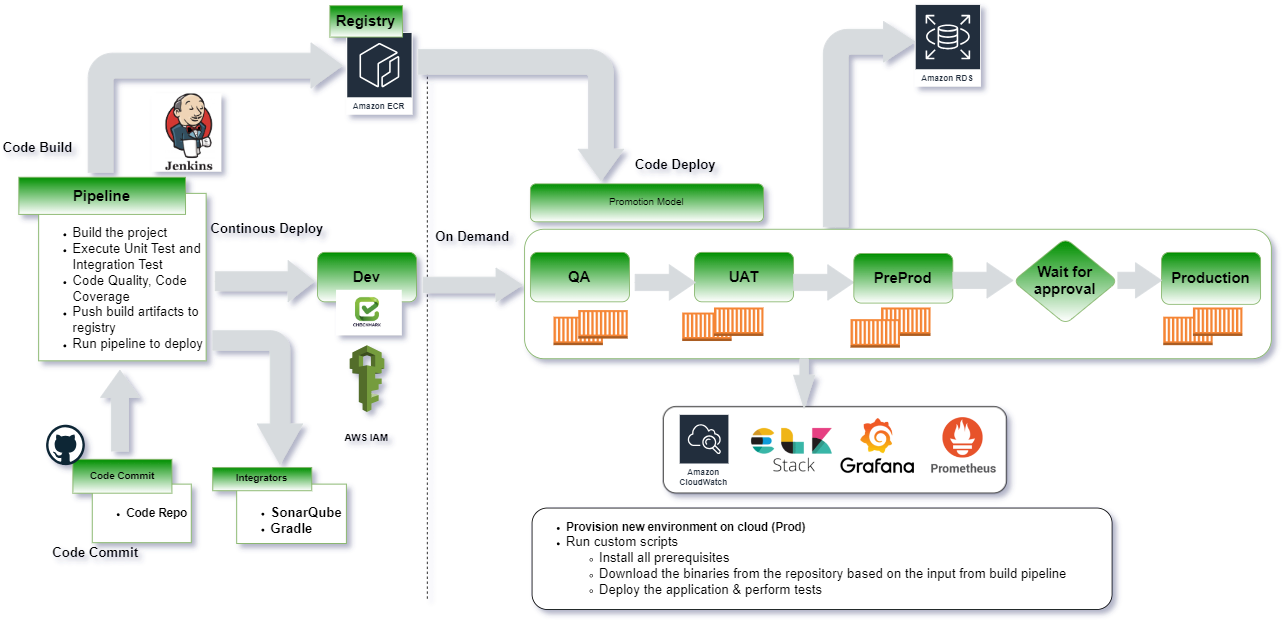 Registry
Amazon ECR
Amazon RDS
Code Build
Jenkins
Code Deploy
Pipeline
Promotion Model
Build the project
Execute Unit Test and
Integration Test
Code Quality, Code
Coverage
Push build artifacts to
registry
Run pipeline to deploy
Continous Deploy
On Demand
Dev
CHECKMARK
AWS IAM
QA
UAT
PreProd
Wait for
approval
Production
Code Commit
Code Repo
Code Commit
Integrators
SonarQube
Gradle
Amazon
CloudWatch
Stack
Grafana
Prometheus
Provision new environment on cloud (Prod)
Run custom scripts
Install all prerequisites
Download the binaries from the repository based on the input from build pipeline
Deploy the application & perform tests